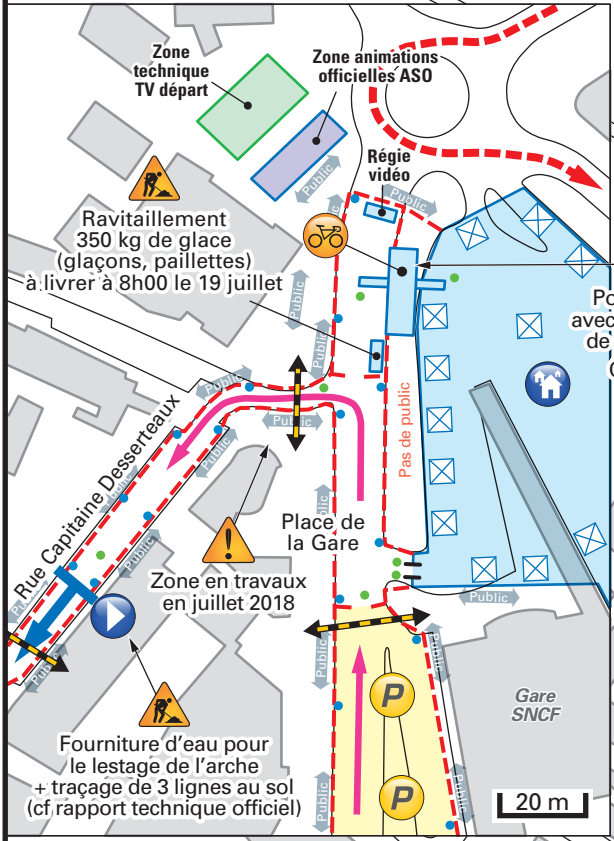 Zone
technique
TV départ
Zone animations
officielles ASO
Public
Régie
vidéo
Public
Public
Ravitaillement
350 kg de glace
(glaçons, paillettes)
à livrer à 8h00 le 19 juillet
Public
Public
Po
avec
de
Public
Public
Public
Pas de public
Rue Capitaine Desserteaux
Public
Public
Place de
la Gare
Zone en travaux
en juillet 2018
Public
Public
Public
Public
Public
Public
P
Gare
SNCF
Fourniture d'eau pour
le lestage de l'arche
+ traçage de 3 lignes au sol
(cf rapport technique officiel)
P
Public
Public
20 m